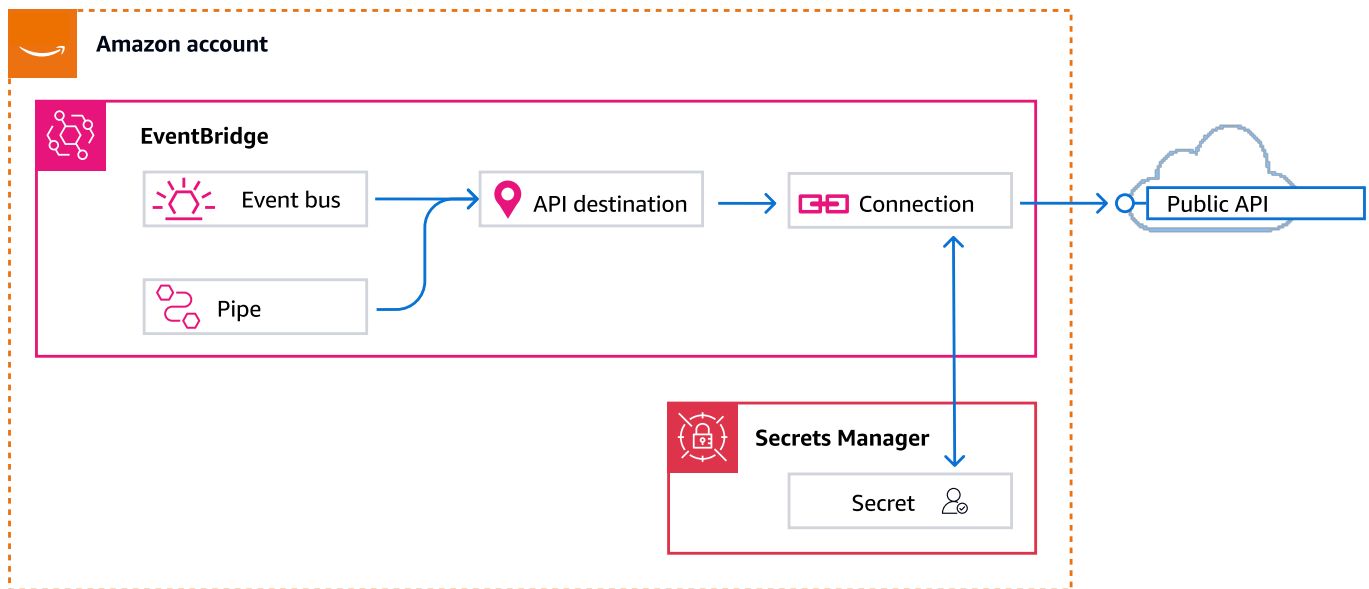 Amazon account
EventBridge
Event bus
API destination
Connection
Public API
Pipe
Secrets Manager
Secret